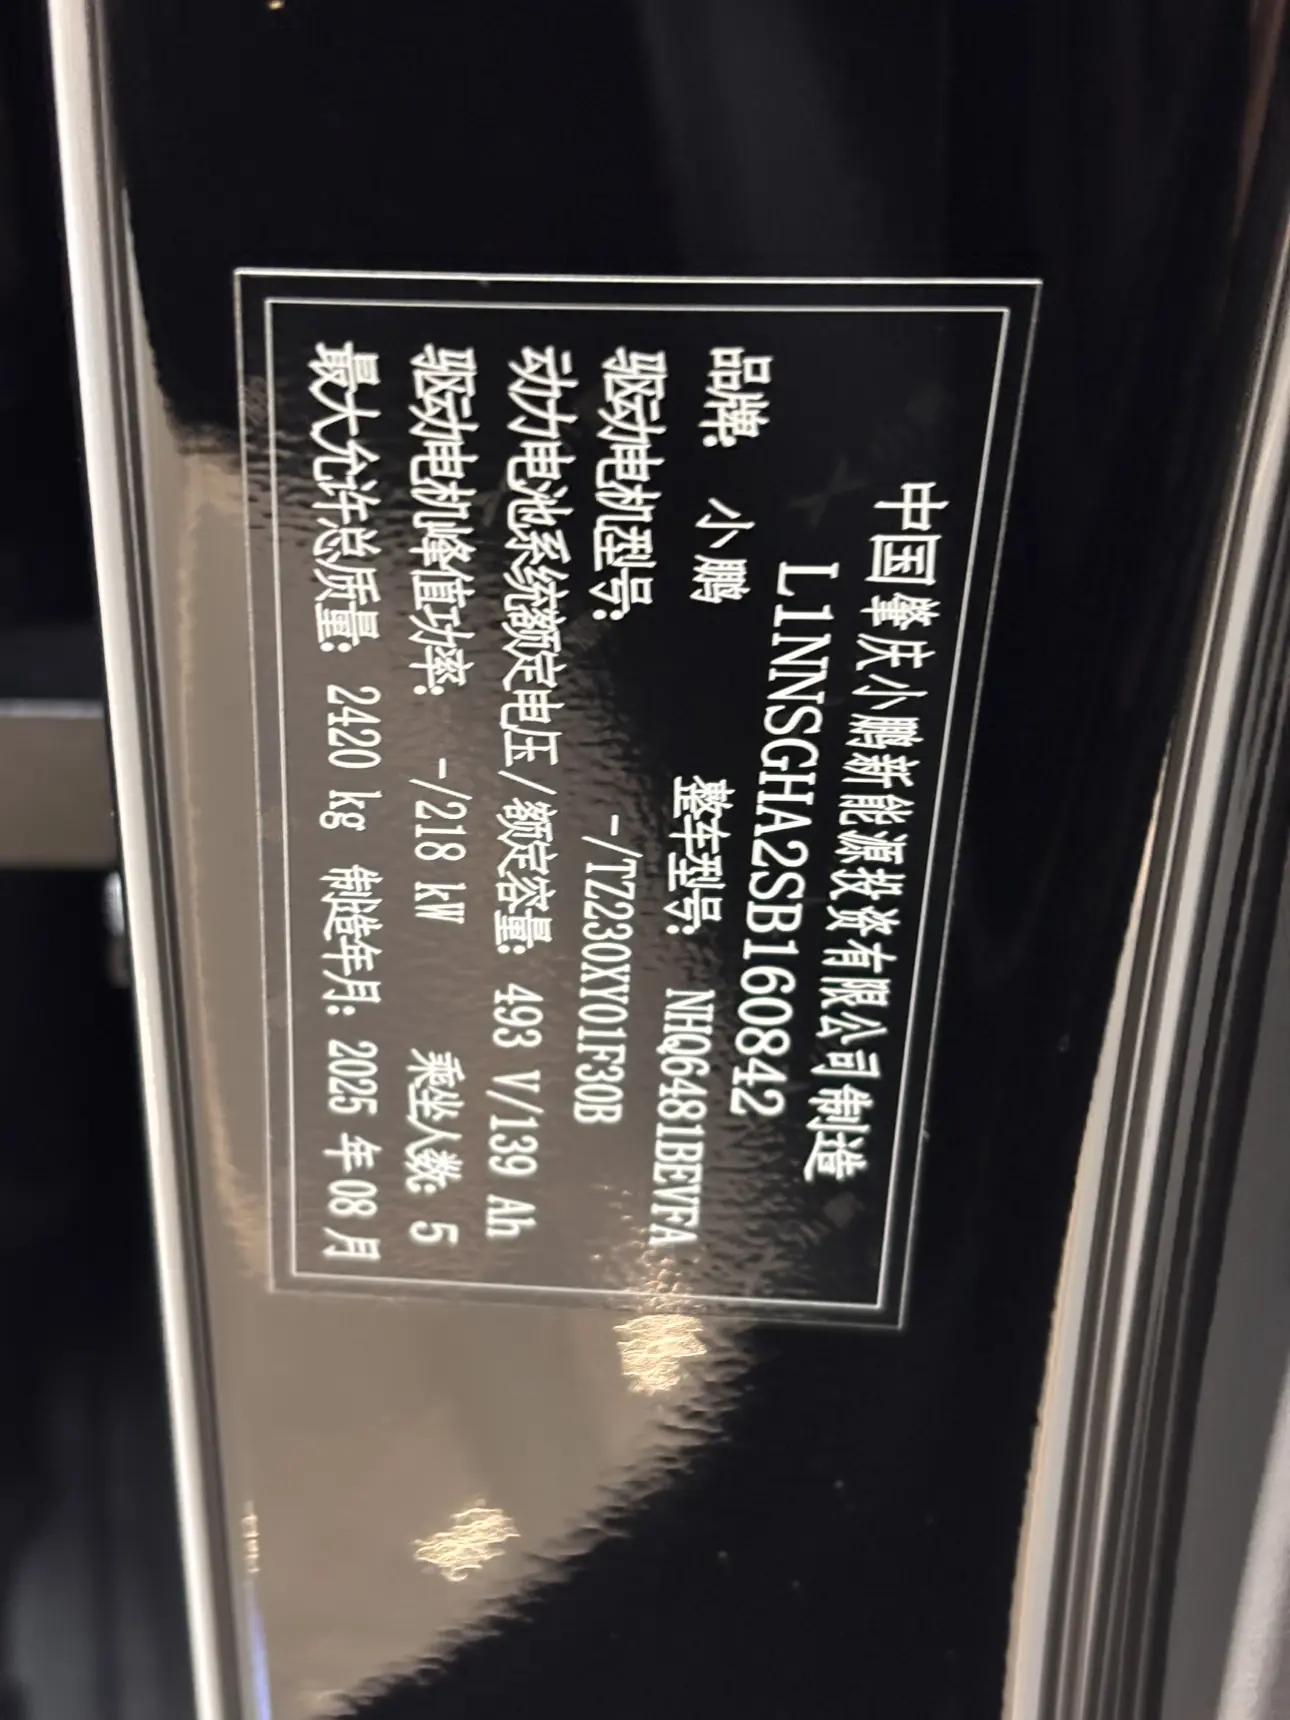 中国肇庆小鹏新能源投资有限公司制造
L1NNSGHA2SB160842
品牌: 小鹏 整车型号: NHQ6481BEVFA
驱动电机型号: -/TZ230XY01F30B
动力电池系统额定电压/额定容量: 493 V/139 Ah
驱动电机峰值功率: -/218 kW 乘坐人数: 5
最大允许总质量: 2420 kg 制造年月: 2025 年08 月